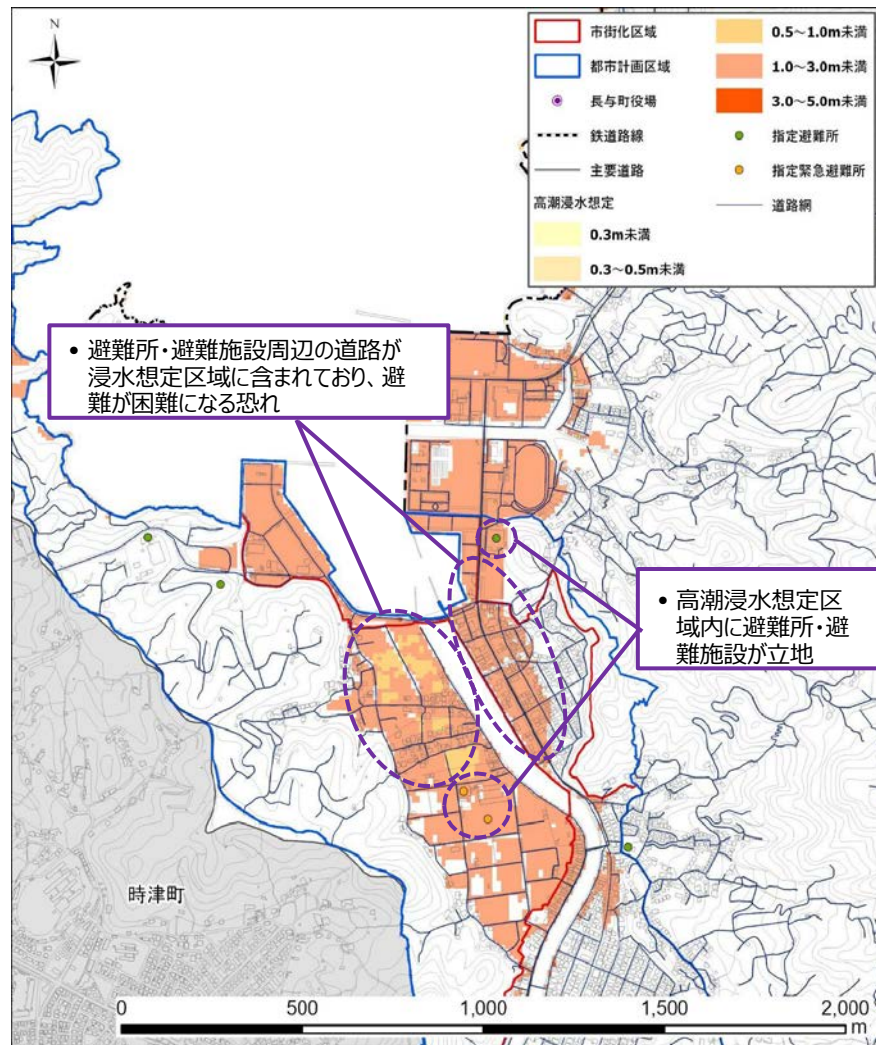 N
市街化区域
都市計画区域
長与町役場
鉄道路線
主要道路
高潮浸水想定
0.3m未満
0.3～0.5m未満
0.5～1.0m未満
1.0～3.0m未満
3.0～5.0m未満
指定避難所
指定緊急避難所
道路網
• 避難所・避難施設周辺の道路が
浸水想定区域に含まれており、避
難が困難になる恐れ
• 高潮浸水想定区
域内に避難所・避
難施設が立地
時津町
0 500 1,000 1,500 2,000
m